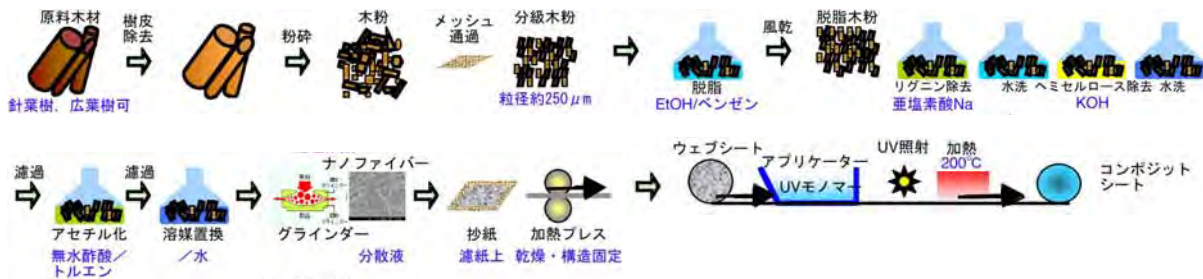 原料木材
針葉樹，広葉樹可
樹皮
除去
粉砕
木粉
メッシュ
通過
分級木粉
粒径約250μm
脱脂
EtOH/ベンゼン
風乾
脱脂木粉
リグニン除去
亜塩素酸Na
水洗
ヘミセルロース除去
KOH
水洗
濾過
アセチル化
無水酢酸／
トルエン
濾過
溶媒置換
／水
グラインダー
ナノファイバー
分散液
抄紙
濾紙上
加熱プレス
乾燥・構造固定
ウェブシート
アプリケーター
UVモノマー
UV照射
加熱
200℃
コンポジット
シート